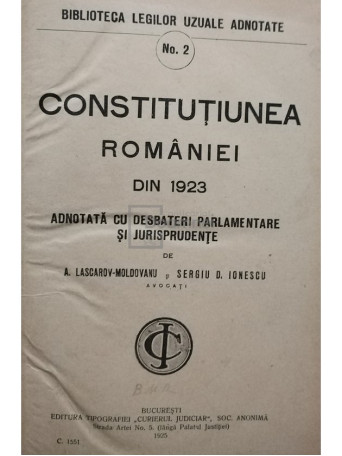 BIBLIOTECA LEGILOR UZUALE ADNOTATE
No. 2
CONSTITUȚIUNEA
ROMÂNIEI
DIN 1923
ADNOTATĂ CU DESBATERI PARLAMENTARE
ȘI JURISPRUDENȚE
DE
A. LASCAROV-MOLDOVANU și SERGIU D. IONESCU
AVOCAȚI
CI
BUCUREȘTI
EDITURA TIPOGRAFIEI „CURIERUL JUDICIAR", SOC. ANONIMĂ
Strada Artei No. 5. (lângă Palatul Justiției)
1925
C. 1551